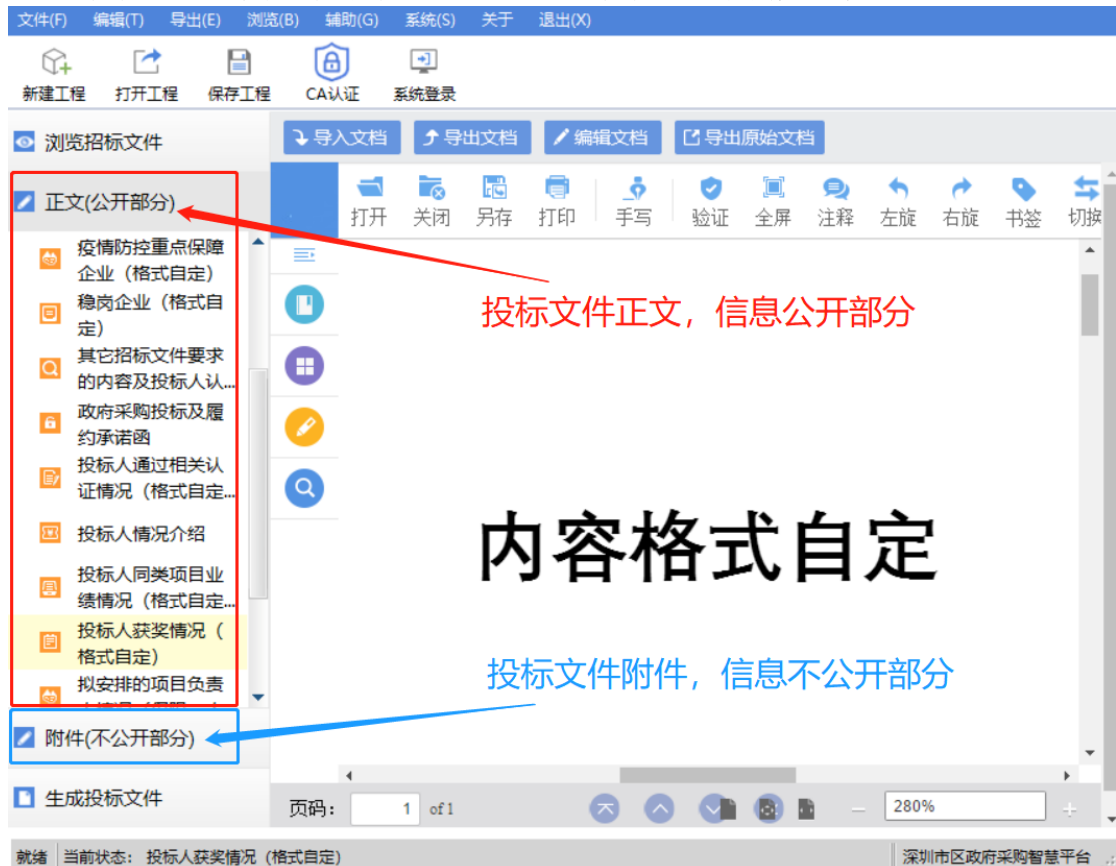 文件(F) 编辑(T) 导出(E) 浏览(B) 辅助(G) 系统(S) 关于 退出(X)
新建工程 打开工程 保存工程 CA认证 系统登录
浏览招标文件
正文(公开部分)
疫情防控重点保障
企业（格式自定）
稳岗企业（格式自
定）
其它招标文件要求
的内容及投标人认...
政府采购投标及履
约承诺函
投标人通过相关认
证情况（格式自定...
投标人情况介绍
投标人同类项目业
绩情况（格式自定...
投标人获奖情况（
格式自定）
拟安排的项目负责
附件(不公开部分)
生成投标文件
导入文档 导出文档 编辑文档 导出原始文档
打开 关闭 另存 打印 手写 验证 全屏 注释 左旋 右旋 书签 切换
投标文件正文，信息公开部分
内容格式自定
投标文件附件，信息不公开部分
页码： 1 of 1 280%
就绪 当前状态： 投标人获奖情况（格式自定） 深圳市区政府采购智慧平台